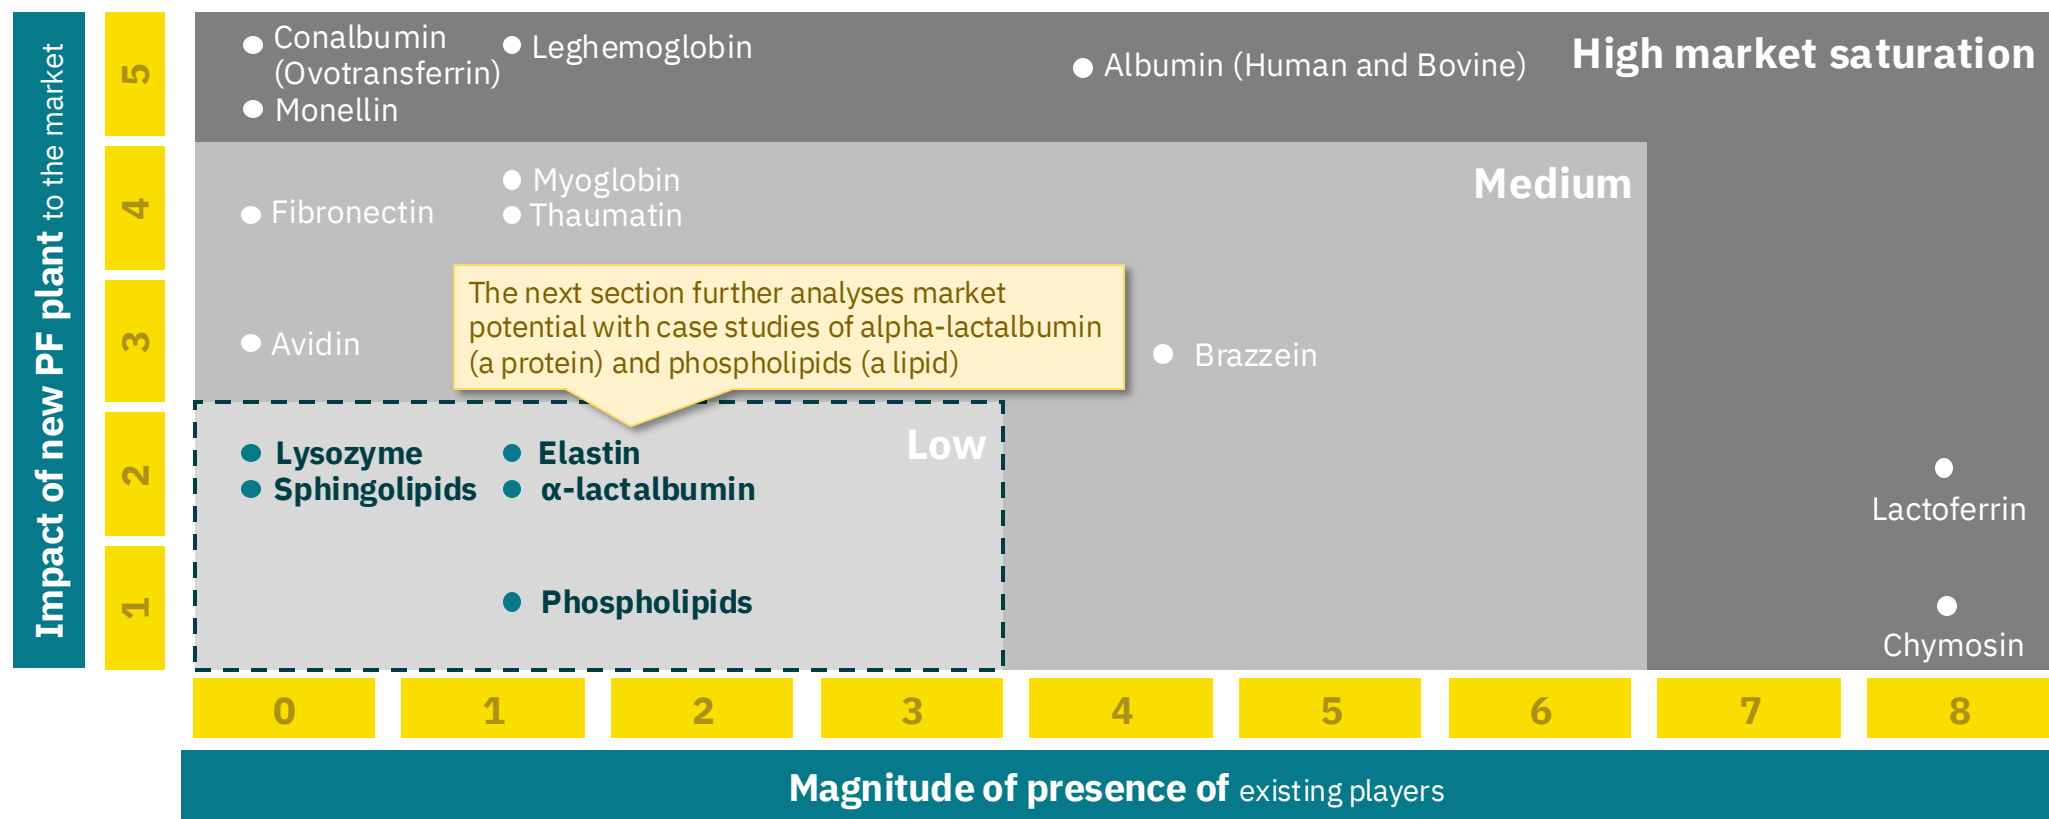 Impact of new PF plant to the market
5
4
3
2
1
Conalbumin
(Ovotransferrin)
Monellin
Leghemoglobin
Albumin (Human and Bovine)
High market saturation
Medium
Myoglobin
Thaumatin
Fibronectin
The next section further analyses market
potential with case studies of alpha-lactalbumin
(a protein) and phospholipids (a lipid)
Avidin
Brazzein
Low
Lysozyme
Sphingolipids
Elastin
α-lactalbumin
Phospholipids
Lactoferrin
Chymosin
0 1 2 3 4 5 6 7 8
Magnitude of presence of existing players